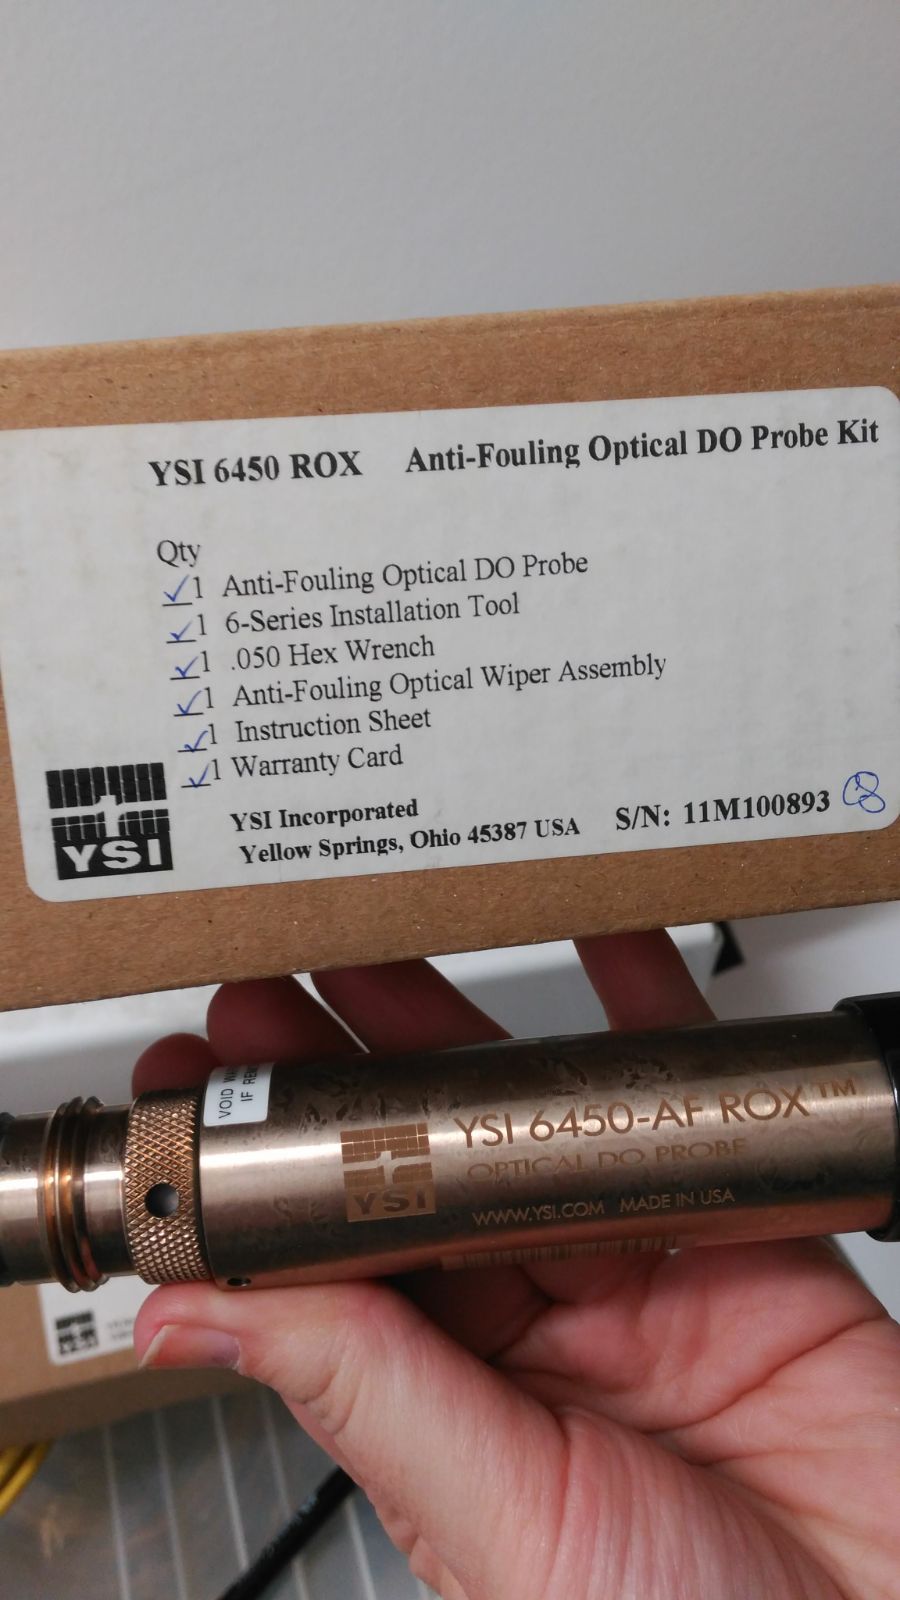 YSI 6450 ROX Anti-Fouling Optical DO Probe Kit
Qty
✓1 Anti-Fouling Optical DO Probe
✓1 6-Series Installation Tool
✓1 .050 Hex Wrench
✓1 Anti-Fouling Optical Wiper Assembly
✓1 Instruction Sheet
✓1 Warranty Card
YSI
YSI Incorporated
Yellow Springs, Ohio 45387 USA S/N: 11M100893
VOID
IF
YSI 6450-AF ROX™
OPTICAL DO PROBE
YSI
WWW.YSI.COM MADE IN USA